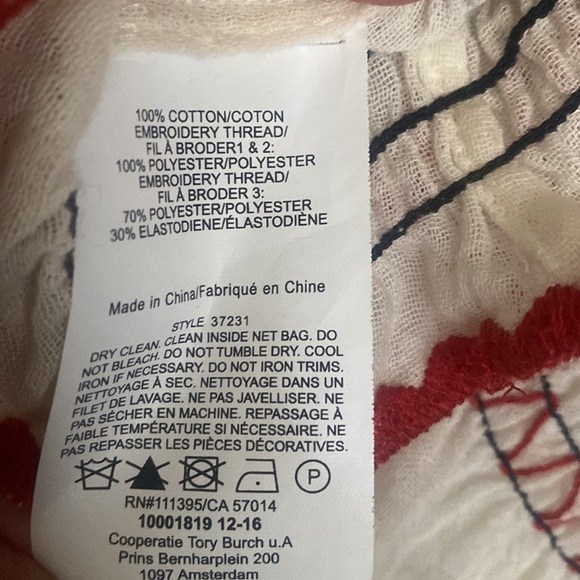 100% COTTON/COTON
EMBROIDERY THREAD/
FIL À BRODER1 & 2:
100% POLYESTER/POLYESTER
EMBROIDERY THREAD/
FIL À BRODER 3:
70% POLYESTER/POLYESTER
30% ELASTODIENE/ÉLASTODIÈNE
Made in China/Fabriqué en Chine
STYLE 37231
DRY CLEAN. CLEAN INSIDE NET BAG. DO
NOT BLEACH. DO NOT TUMBLE DRY. COOL
IRON IF NECESSARY. DO NOT IRON TRIMS.
NETTOYAGE À SEC. NETTOYAGE DANS UN
FILET DE LAVAGE. NE PAS JAVELLISER. NE
PAS SÉCHER EN MACHINE. REPASSAGE À
FAIBLE TEMPÉRATURE SI NÉCESSAIRE. NE
PAS REPASSER LES PIÈCES DÉCORATIVES.
P
RN#111395/CA 57014
10001819 12-16
Cooperatie Tory Burch u.A
Prins Bernharplein 200
1097 Amsterdam